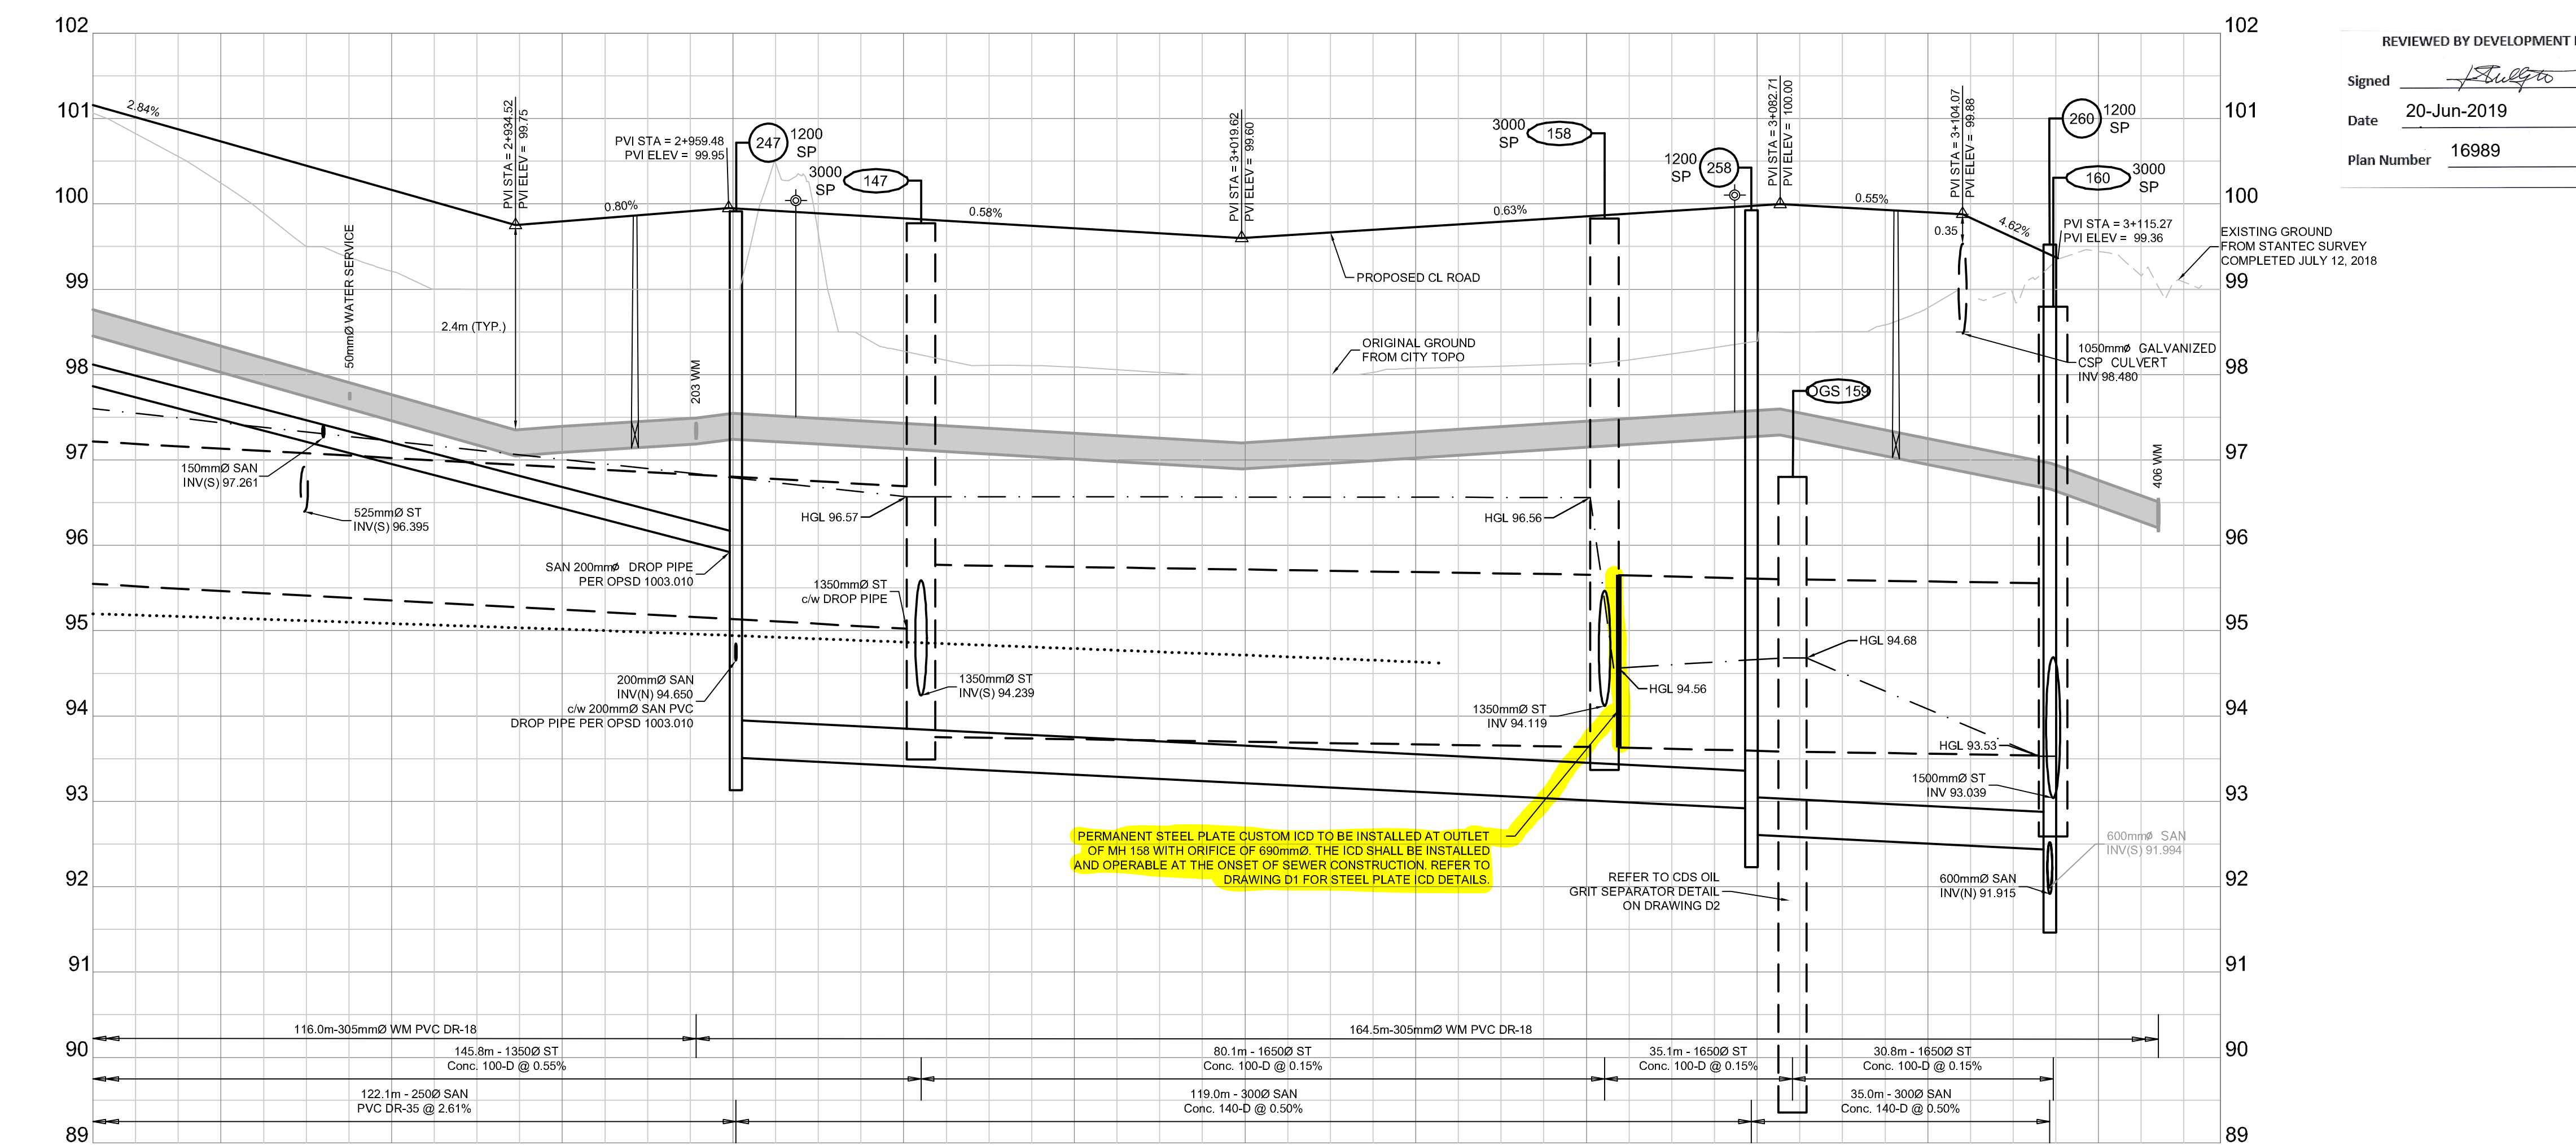 102
101
100
99
98
97
96
95
94
93
92
91
90
89
2.84%
PVI STA = 2+934.52
PVI ELEV = 99.75
50mmØ WATER SERVICE
2.4m (TYP.)
0.80%
PVI STA = 2+959.48
PVI ELEV = 99.95
203 WM
247
1200
SP
3000
SP
147
0.58%
PVI STA = 3+019.62
PVI ELEV = 99.60
PROPOSED CL ROAD
ORIGINAL GROUND
FROM CITY TOPO
3000
SP
158
0.63%
1200
SP
258
PVI STA = 3+082.71
PVI ELEV = 100.00
0.55%
PVI STA = 3+104.07
PVI ELEV = 99.88
0.35
4.62%
260
1200
SP
160
3000
SP
PVI STA = 3+115.27
PVI ELEV = 99.36
EXISTING GROUND
FROM STANTEC SURVEY
COMPLETED JULY 12, 2018
1050mmØ GALVANIZED
CSP CULVERT
INV 98.480
OGS 159
406 WM
150mmØ SAN
INV(S) 97.261
525mmØ ST
INV(S) 96.395
SAN 200mmØ DROP PIPE
PER OPSD 1003.010
HGL 96.57
1350mmØ ST
c/w DROP PIPE
200mmØ SAN
INV(N) 94.650
c/w 200mmØ SAN PVC
DROP PIPE PER OPSD 1003.010
1350mmØ ST
INV(S) 94.239
HGL 96.56
1350mmØ ST
INV 94.119
HGL 94.56
HGL 94.68
HGL 93.53
1500mmØ ST
INV 93.039
PERMANENT STEEL PLATE CUSTOM ICD TO BE INSTALLED AT OUTLET
OF MH 158 WITH ORIFICE OF 690mmØ. THE ICD SHALL BE INSTALLED
AND OPERABLE AT THE ONSET OF SEWER CONSTRUCTION. REFER TO
DRAWING D1 FOR STEEL PLATE ICD DETAILS.
REFER TO CDS OIL
GRIT SEPARATOR DETAIL
ON DRAWING D2
600mmØ SAN
INV(S) 91.994
600mmØ SAN
INV(N) 91.915
116.0m-305mmØ WM PVC DR-18
164.5m-305mmØ WM PVC DR-18
145.8m - 1350Ø ST
Conc. 100-D @ 0.55%
80.1m - 1650Ø ST
Conc. 100-D @ 0.15%
35.1m - 1650Ø ST
Conc. 100-D @ 0.15%
30.8m - 1650Ø ST
Conc. 100-D @ 0.15%
122.1m - 250Ø SAN
PVC DR-35 @ 2.61%
119.0m - 300Ø SAN
Conc. 140-D @ 0.50%
35.0m - 300Ø SAN
Conc. 140-D @ 0.50%
102
101
100
99
98
97
96
95
94
93
92
91
90
89
REVIEWED BY DEVELOPMENT
Signed
Date 20-Jun-2019
Plan Number 16989